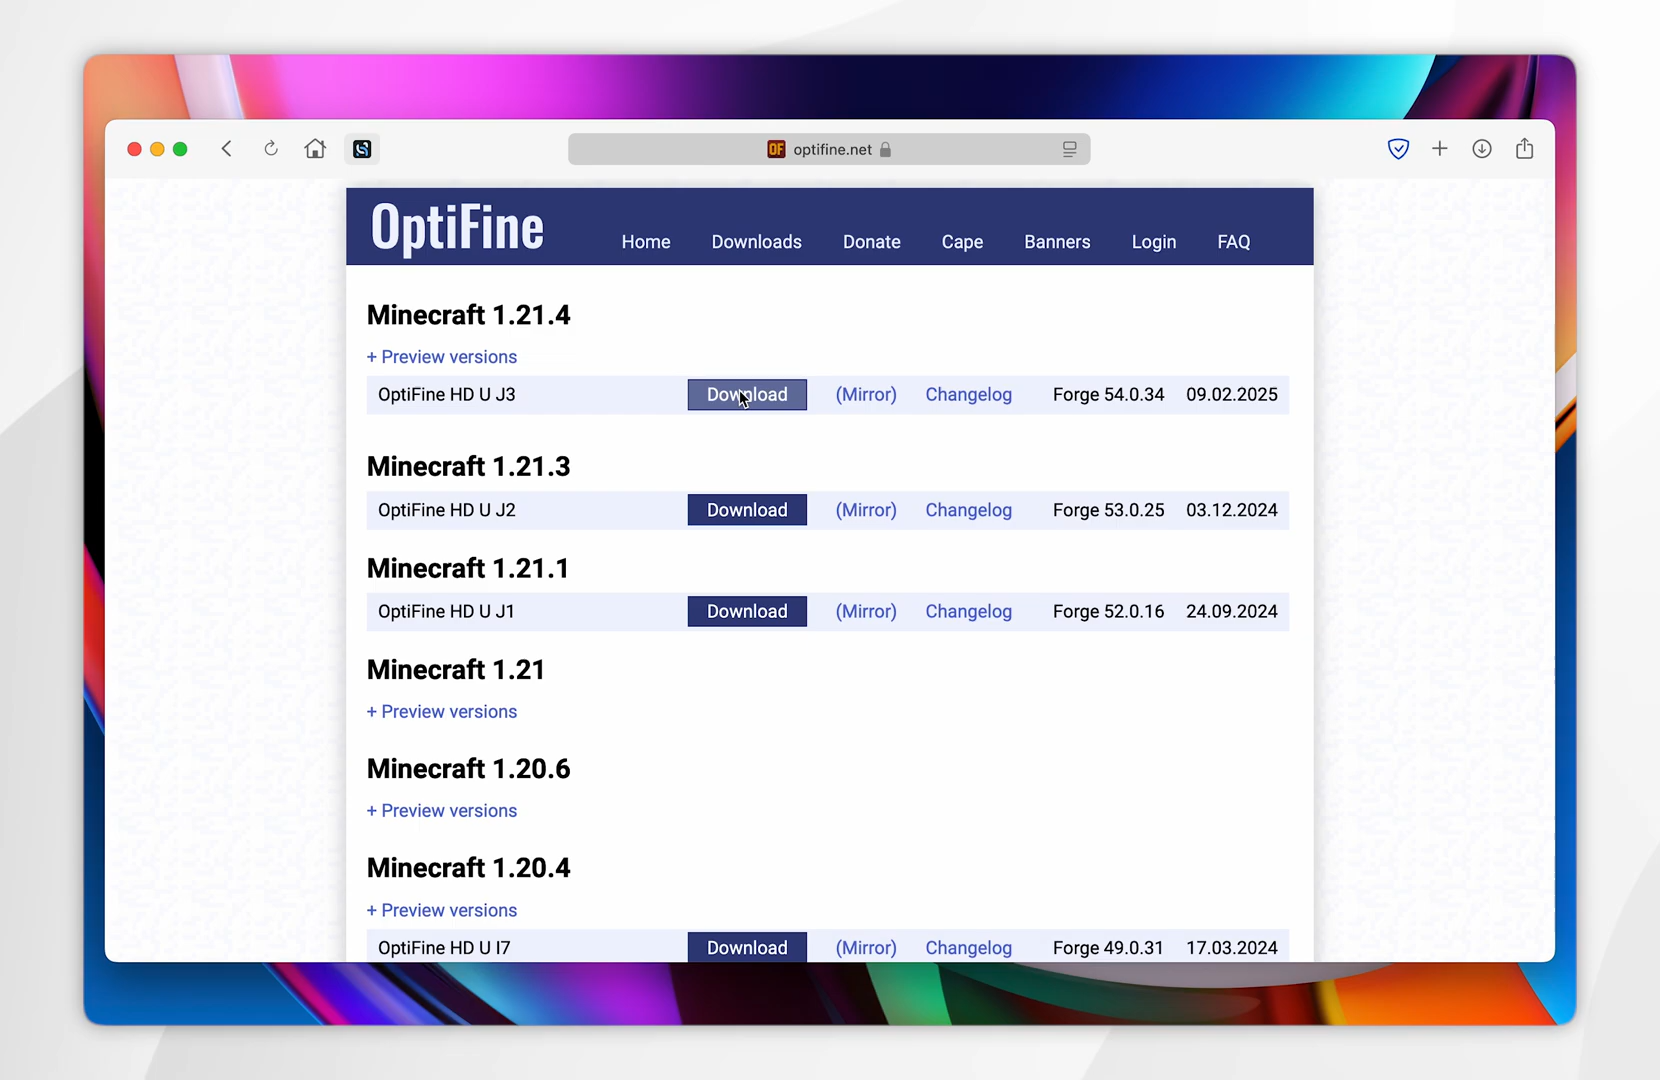 OF optifine.net
OptiFine
Home Downloads Donate Cape Banners Login FAQ
Minecraft 1.21.4
+ Preview versions
OptiFine HD U J3 Download (Mirror) Changelog Forge 54.0.34 09.02.2025
Minecraft 1.21.3
OptiFine HD U J2 Download (Mirror) Changelog Forge 53.0.25 03.12.2024
Minecraft 1.21.1
OptiFine HD U J1 Download (Mirror) Changelog Forge 52.0.16 24.09.2024
Minecraft 1.21
+ Preview versions
Minecraft 1.20.6
+ Preview versions
Minecraft 1.20.4
+ Preview versions
OptiFine HD U I7 Download (Mirror) Changelog Forge 49.0.31 17.03.2024